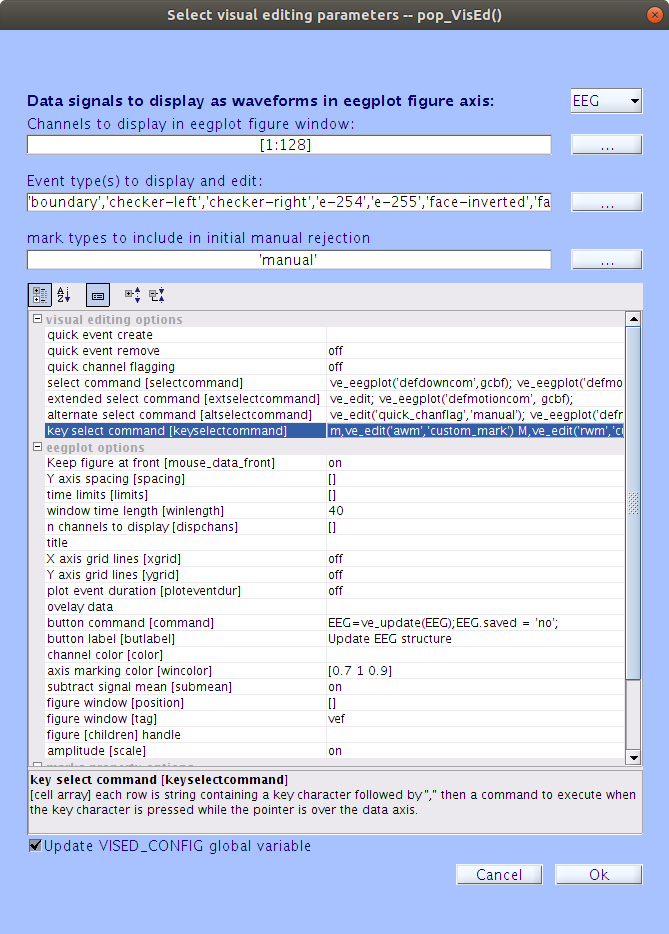 Select visual editing parameters -- pop_VisEd()
Data signals to display as waveforms in eegplot figure axis:
EEG
Channels to display in eegplot figure window:
[1:128]
...
Event type(s) to display and edit:
'boundary','checker-left','checker-right','e-254','e-255','face-inverted','fa
...
mark types to include in initial manual rejection
'manual'
...
visual editing options
quick event create
quick event remove off
quick channel flagging off
select command [selectcommand] ve_eegplot('defdowncom',gcbf); ve_eegplot('defmo
extended select command [extselectcommand] ve_edit; ve_eegplot('defmotioncom', gcbf);
alternate select command [altselectcommand] ve_edit('quick_chanflag','manual'); ve_eegplot('defr
key select command [keyselectcommand] m,ve_edit('awm','custom_mark') M,ve_edit('rwm','cu
eegplot options
Keep figure at front [mouse_data_front] on
Y axis spacing [spacing] []
time limits [limits] []
window time length [winlength] 40
n channels to display [dispchans] []
title
X axis grid lines [xgrid] off
Y axis grid lines [ygrid] off
plot event duration [ploteventdur] off
ovelay data
button command [command] EEG=ve_update(EEG);EEG.saved = 'no';
button label [butlabel] Update EEG structure
channel color [color]
axis marking color [wincolor] [0.7 1 0.9]
subtract signal mean [submean] on
figure window [position] []
figure window [tag] vef
figure [children] handle
amplitude [scale] on
marks property options
key select command [keyselectcommand]
[cell array] each row is string containing a key character followed by "," then a command to execute when
the key character is pressed while the pointer is over the data axis.
Update VISED_CONFIG global variable
Cancel
Ok